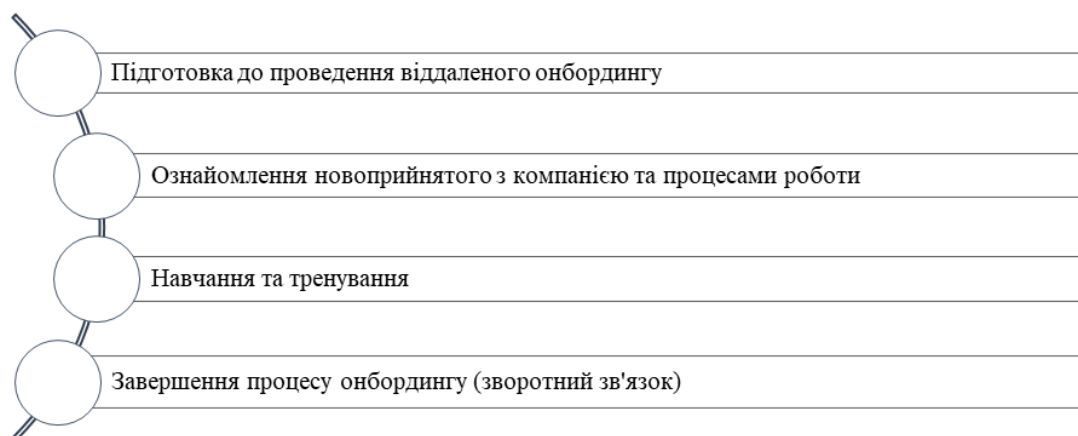 Підготовка до проведення віддаленого онбордингу
Ознайомлення новоприйнятого з компанією та процесами роботи
Навчання та тренування
Завершення процесу онбордингу (зворотний зв'язок)